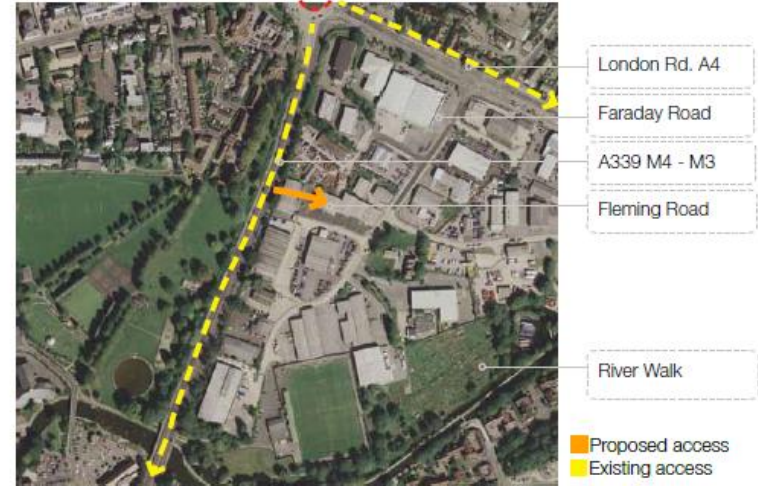 London Rd. A4
Faraday Road
A339 M4 - M3
Fleming Road
River Walk
Proposed access
Existing access